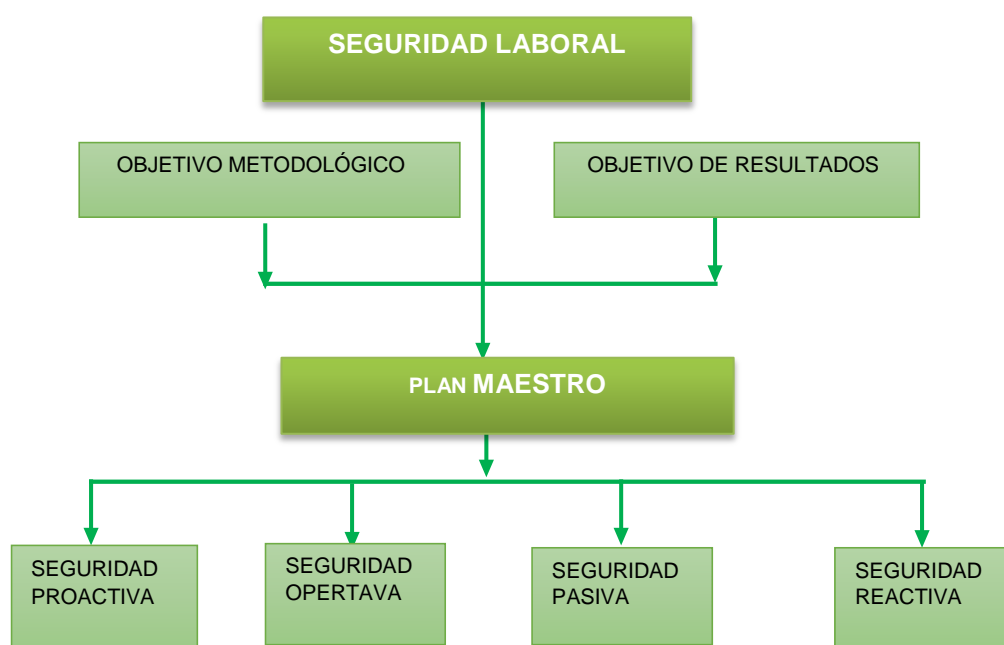 SEGURIDAD LABORAL
OBJETIVO METODOLÓGICO
OBJETIVO DE RESULTADOS
PLAN MAESTRO
SEGURIDAD
PROACTIVA
SEGURIDAD
OPERTAVA
SEGURIDAD
PASIVA
SEGURIDAD
REACTIVA